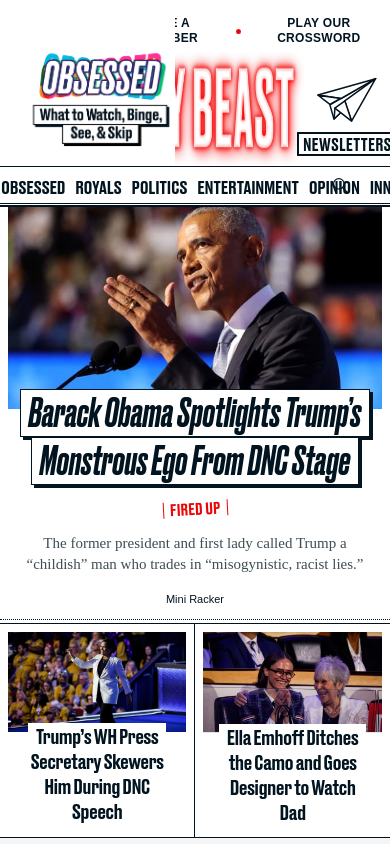 E A
PLAY OUR
BER
CROSSWORD
OBSESSED
What to Watch, Binge,
See, & Skip
Y BEAST
NEWSLETTERS
OBSESSED ROYALS POLITICS ENTERTAINMENT OPINION INN
Barack Obama Spotlights Trump's
Monstrous Ego From DNC Stage
FIRED UP
The former president and first lady called Trump a
“childish” man who trades in “misogynistic, racist lies.”
Mini Racker
Trump's WH Press
Secretary Skewers
Him During DNC
Speech
Ella Emhoff Ditches
the Camo and Goes
Designer to Watch
Dad